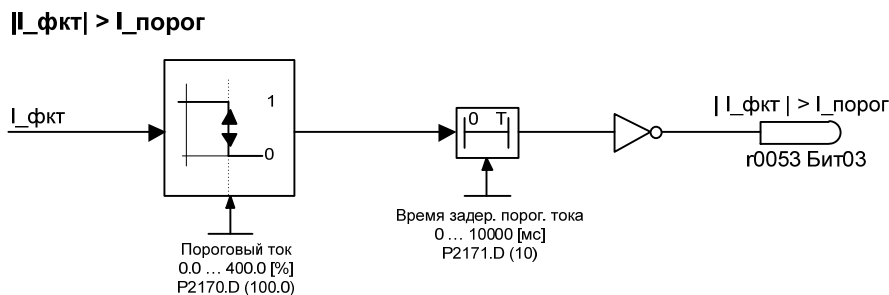 |I_фкт| > I_порог
I_фкт
1
0
0 T
| I_фкт | > I_порог
r0053 Бит03
Время задер. порог. тока
0 ... 10000 [мс]
P2171.D (10)
Пороговый ток
0.0 ... 400.0 [%]
P2170.D (100.0)